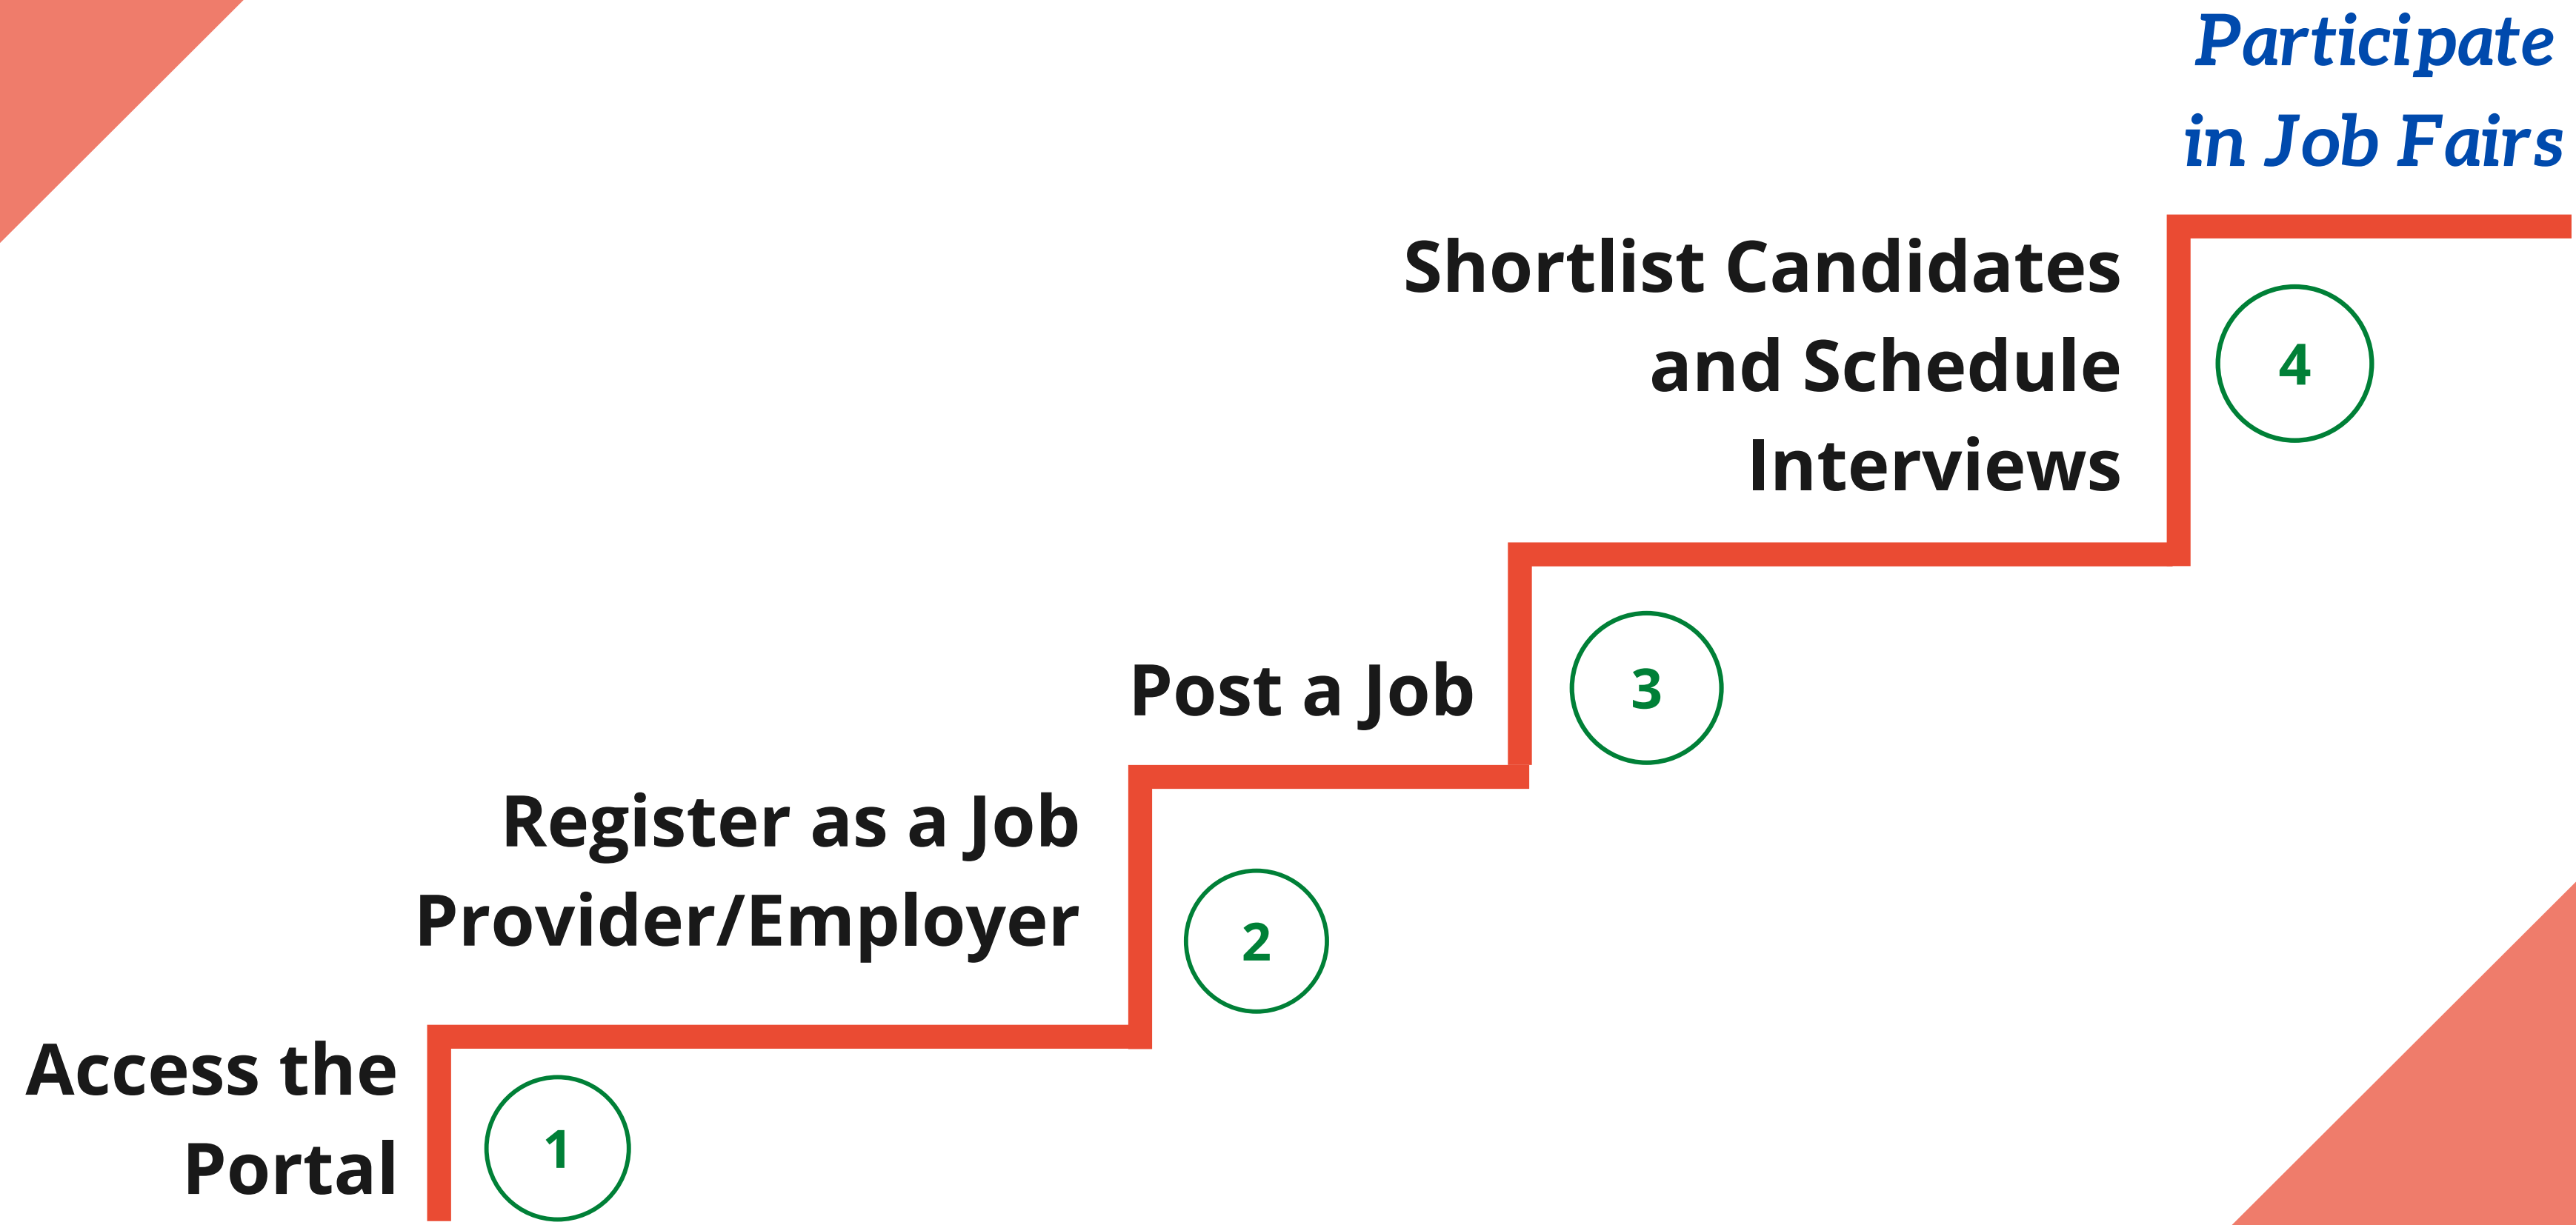 Participate
in Job Fairs
Shortlist Candidates
and Schedule
Interviews
4
Post a Job
3
Register as a Job
Provider/Employer
2
Access the
Portal
1